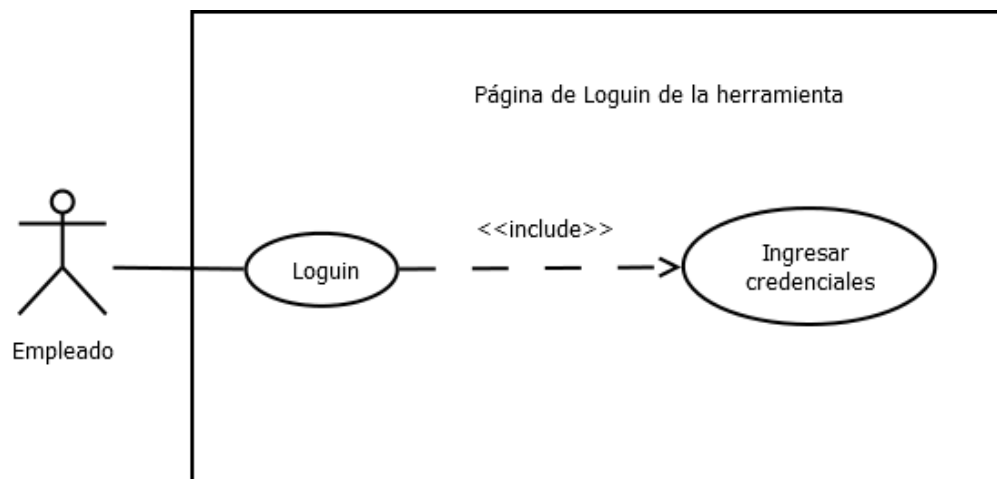 Página de Loguin de la herramienta
<<include>>
Loguin
Ingresar
credenciales
Empleado